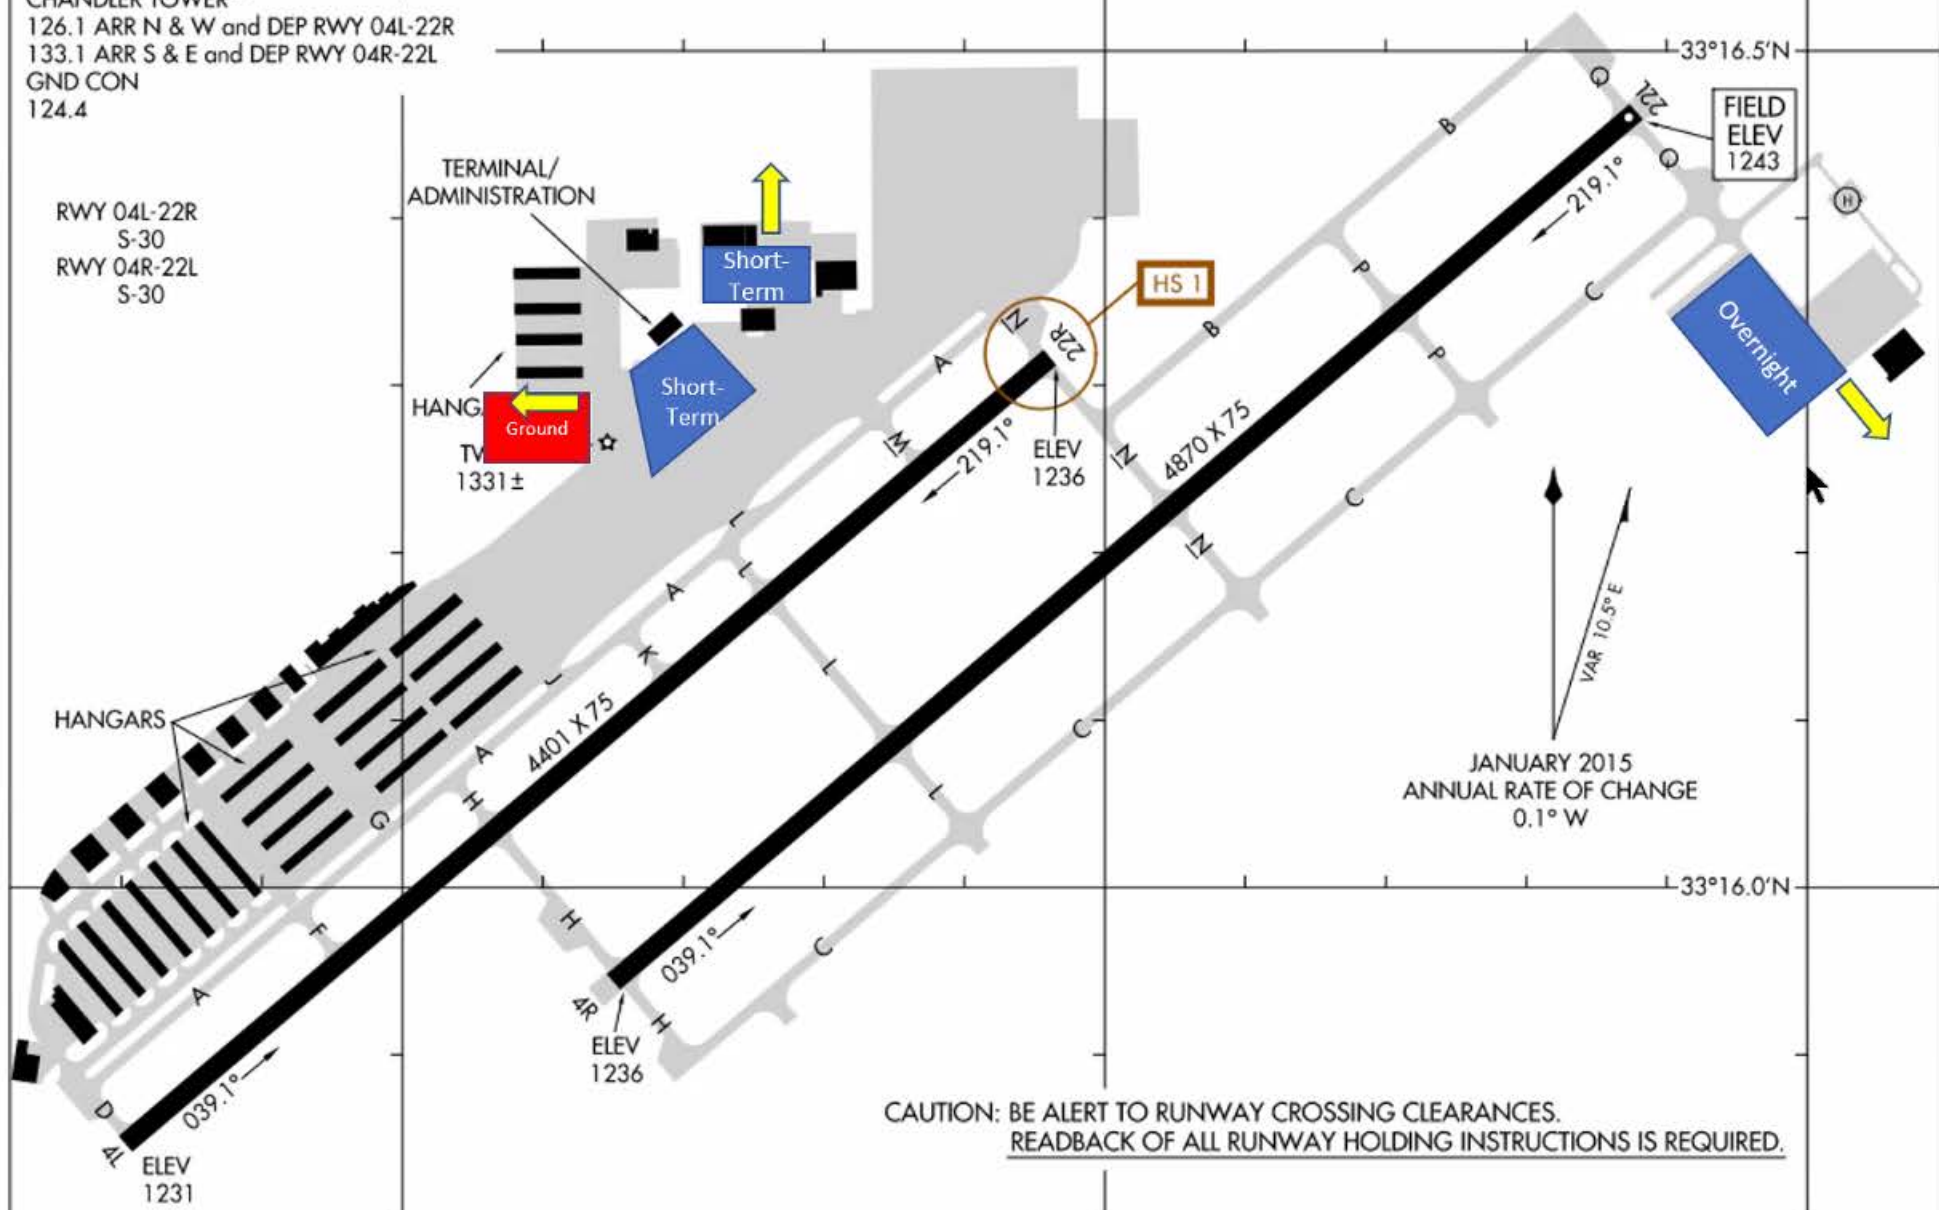 CHANDLER TOWER
126.1 ARR N & W and DEP RWY 04L-22R
133.1 ARR S & E and DEP RWY 04R-22L
GND CON
124.4
33°16.5'N
FIELD
ELEV
1243
22L
Q
Q
B
219.1°
H
TERMINAL/
ADMINISTRATION
RWY 04L-22R
S-30
RWY 04R-22L
S-30
Short-
Term
HS 1
P
C
B
N
22R
A
P
Overnight
Short-
Term
HANGA
Ground
TW
1331±
M
219.1°
ELEV
1236
N
4870 X 75
C
N
L
L
A
K
L
J
VAR 10.5° E
HANGARS
4401 X 75
A
H
G
C
L
JANUARY 2015
ANNUAL RATE OF CHANGE
0.1° W
33°16.0'N
F
H
039.1°
C
A
4R
H
ELEV
1236
D
039.1°
4L
ELEV
1231
CAUTION: BE ALERT TO RUNWAY CROSSING CLEARANCES.
READBACK OF ALL RUNWAY HOLDING INSTRUCTIONS IS REQUIRED.